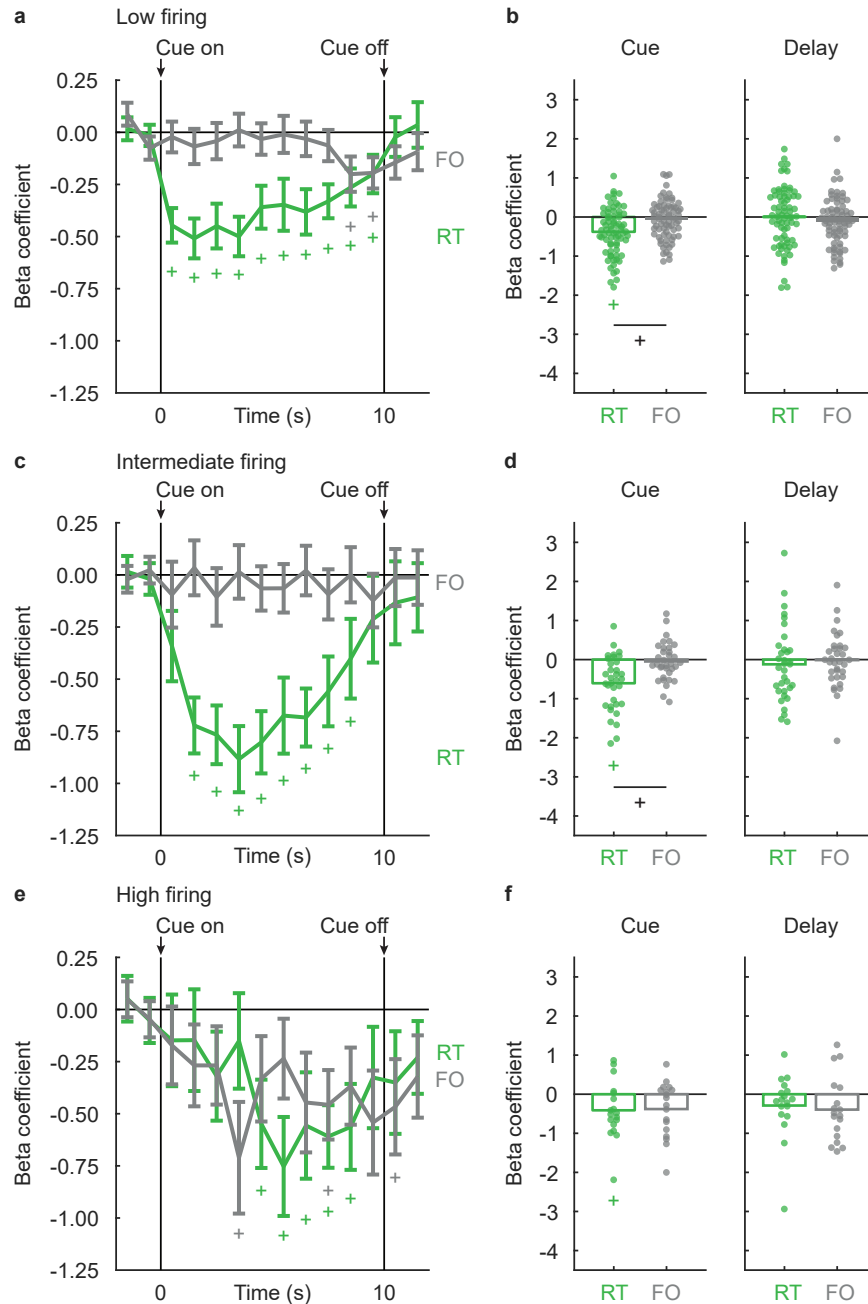 a Low firing
Cue on Cue off
0.25
0.00
-0.25
-0.50
-0.75
-1.00
-1.25
Beta coefficient
FO
RT
0 Time (s) 10
b
Cue Delay
3
2
1
0
-1
-2
-3
-4
Beta coefficient
+
+
RT FO RT FO
c Intermediate firing
Cue on Cue off
0.25
0.00
-0.25
-0.50
-0.75
-1.00
-1.25
Beta coefficient
FO
RT
0 Time (s) 10
d
Cue Delay
3
2
1
0
-1
-2
-3
-4
Beta coefficient
+
+
RT FO RT FO
e High firing
Cue on Cue off
0.25
0.00
-0.25
-0.50
-0.75
-1.00
-1.25
Beta coefficient
RT
FO
0 Time (s) 10
f
Cue Delay
3
2
1
0
-1
-2
-3
-4
Beta coefficient
+
RT FO RT FO